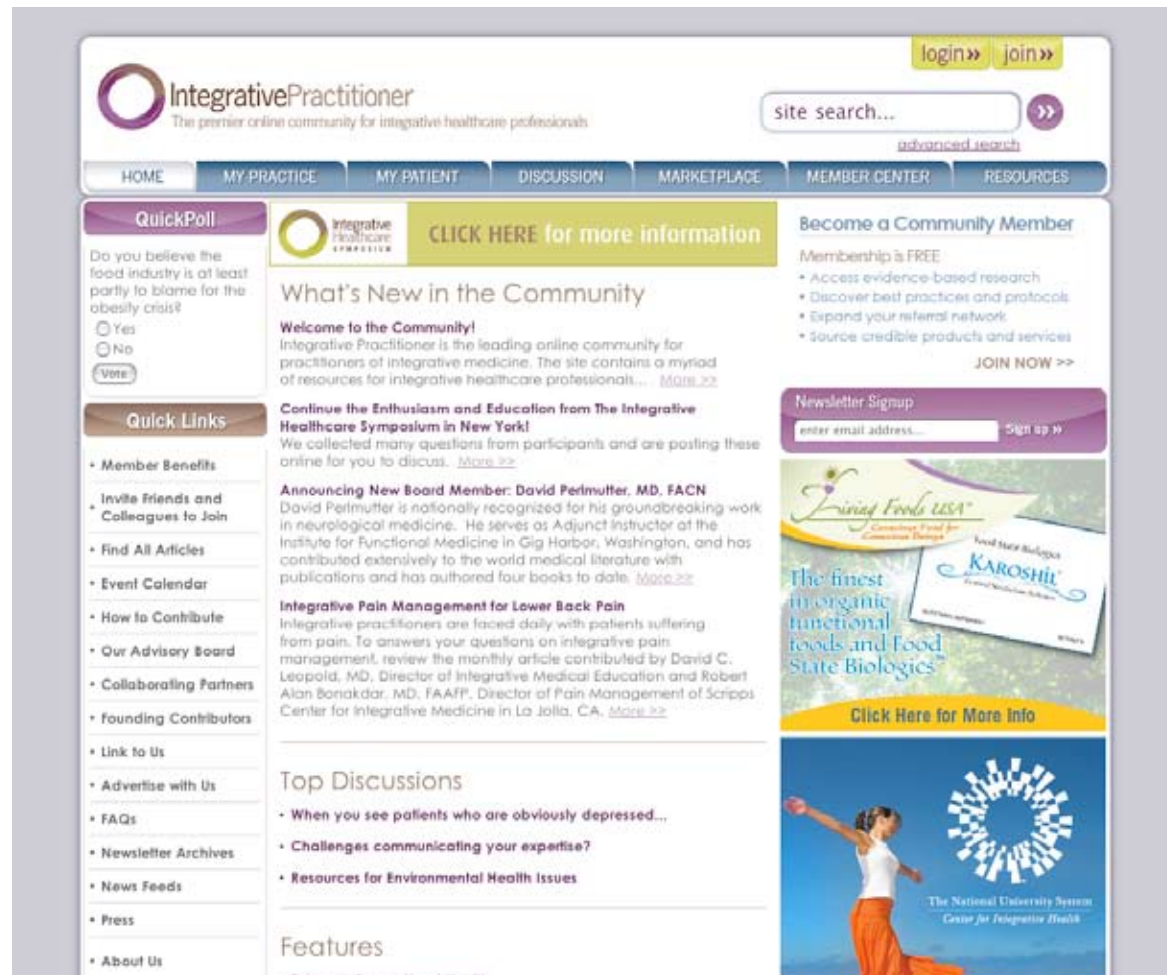 login»
join»
IntegrativePractitioner
The premier online community for integrative healthcare professionals
site search...
»
advanced search
HOME
MY PRACTICE
MY PATIENT
DISCUSSION
MARKETPLACE
MEMBER CENTER
RESOURCES
QuickPoll
Do you believe the
food industry is at least
partly to blame for the
obesity crisis?
Yes
No
Vote
Quick Links
• Member Benefits
• Invite Friends and
Colleagues to Join
• Find All Articles
• Event Calendar
• How to Contribute
• Our Advisory Board
• Collaborating Partners
• Founding Contributors
• Link to Us
• Advertise with Us
• FAQs
• Newsletter Archives
• News Feeds
• Press
• About Us
Integrative
Healthcare
SYMPOSIUM
CLICK HERE for more information
What's New in the Community
Welcome to the Community!
Integrative Practitioner is the leading online community for
practitioners of integrative medicine. The site contains a myriad
of resources for integrative healthcare professionals... More >>
Continue the Enthusiasm and Education from The Integrative
Healthcare Symposium in New York!
We collected many questions from participants and are posting these
online for you to discuss. More >>
Announcing New Board Member: David Perlmutter, MD, FACN
David Perlmutter is nationally recognized for his groundbreaking work
in neurological medicine. He serves as Adjunct Instructor at the
Institute for Functional Medicine in Gig Harbor, Washington, and has
contributed extensively to the world medical literature with
publications and has authored four books to date. More >>
Integrative Pain Management for Lower Back Pain
Integrative practitioners are faced daily with patients suffering
from pain. To answers your questions on integrative pain
management, review the monthly article contributed by David C.
Leopold, MD, Director of Integrative Medical Education and Robert
Alan Bonakdar, MD, FAAFP, Director of Pain Management of Scripps
Center for Integrative Medicine in La Jolla, CA. More >>
Top Discussions
• When you see patients who are obviously depressed...
• Challenges communicating your expertise?
• Resources for Environmental Health Issues
Features
Become a Community Member
Membership is FREE
• Access evidence-based research
• Discover best practices and protocols
• Expand your referral network
• Source credible products and services
JOIN NOW >>
Newsletter Signup
enter email address...
Sign up »
Living Foods USA
Conscious Food for
Conscious Beings
Food State Biologics
KAROSHIL
The finest
in organic
functional
foods and Food
State Biologics™
Click Here for More Info
The National University System
Center for Integrative Health